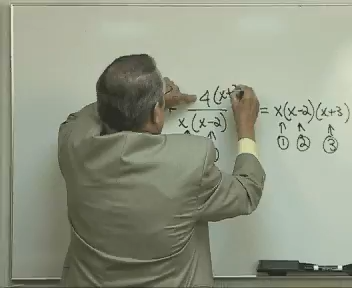 4(x+
x(x-2) = x(x-2)(x+3)
① ② ③